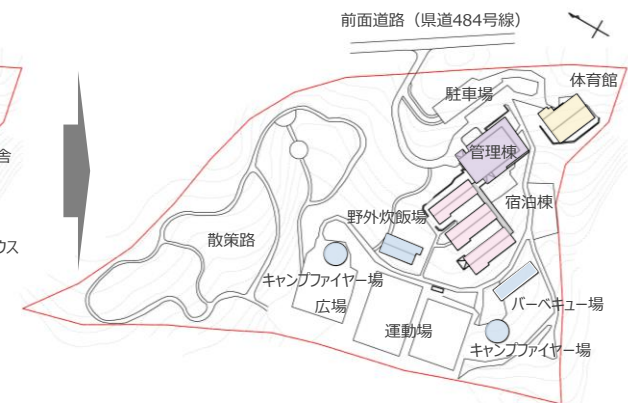 前面道路（県道484号線）
体育館
駐車場
舎
管理棟
宿泊棟
野外炊飯場
散策路
ウス
キャンプファイヤー場
広場
バーベキュー場
運動場
キャンプファイヤー場